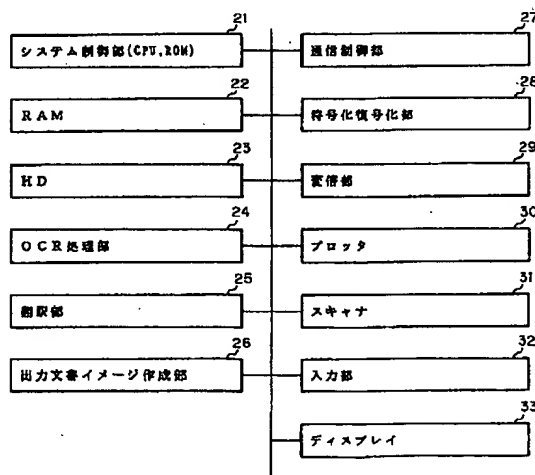 21
システム制御部(CPU,ROM)
22
RAM
23
HD
24
OCR処理部
25
翻訳部
26
出力文書イメージ作成部
27
通信制御部
28
符号化復号化部
29
変倍部
30
プロッタ
31
スキャナ
32
入力部
33
ディスプレイ